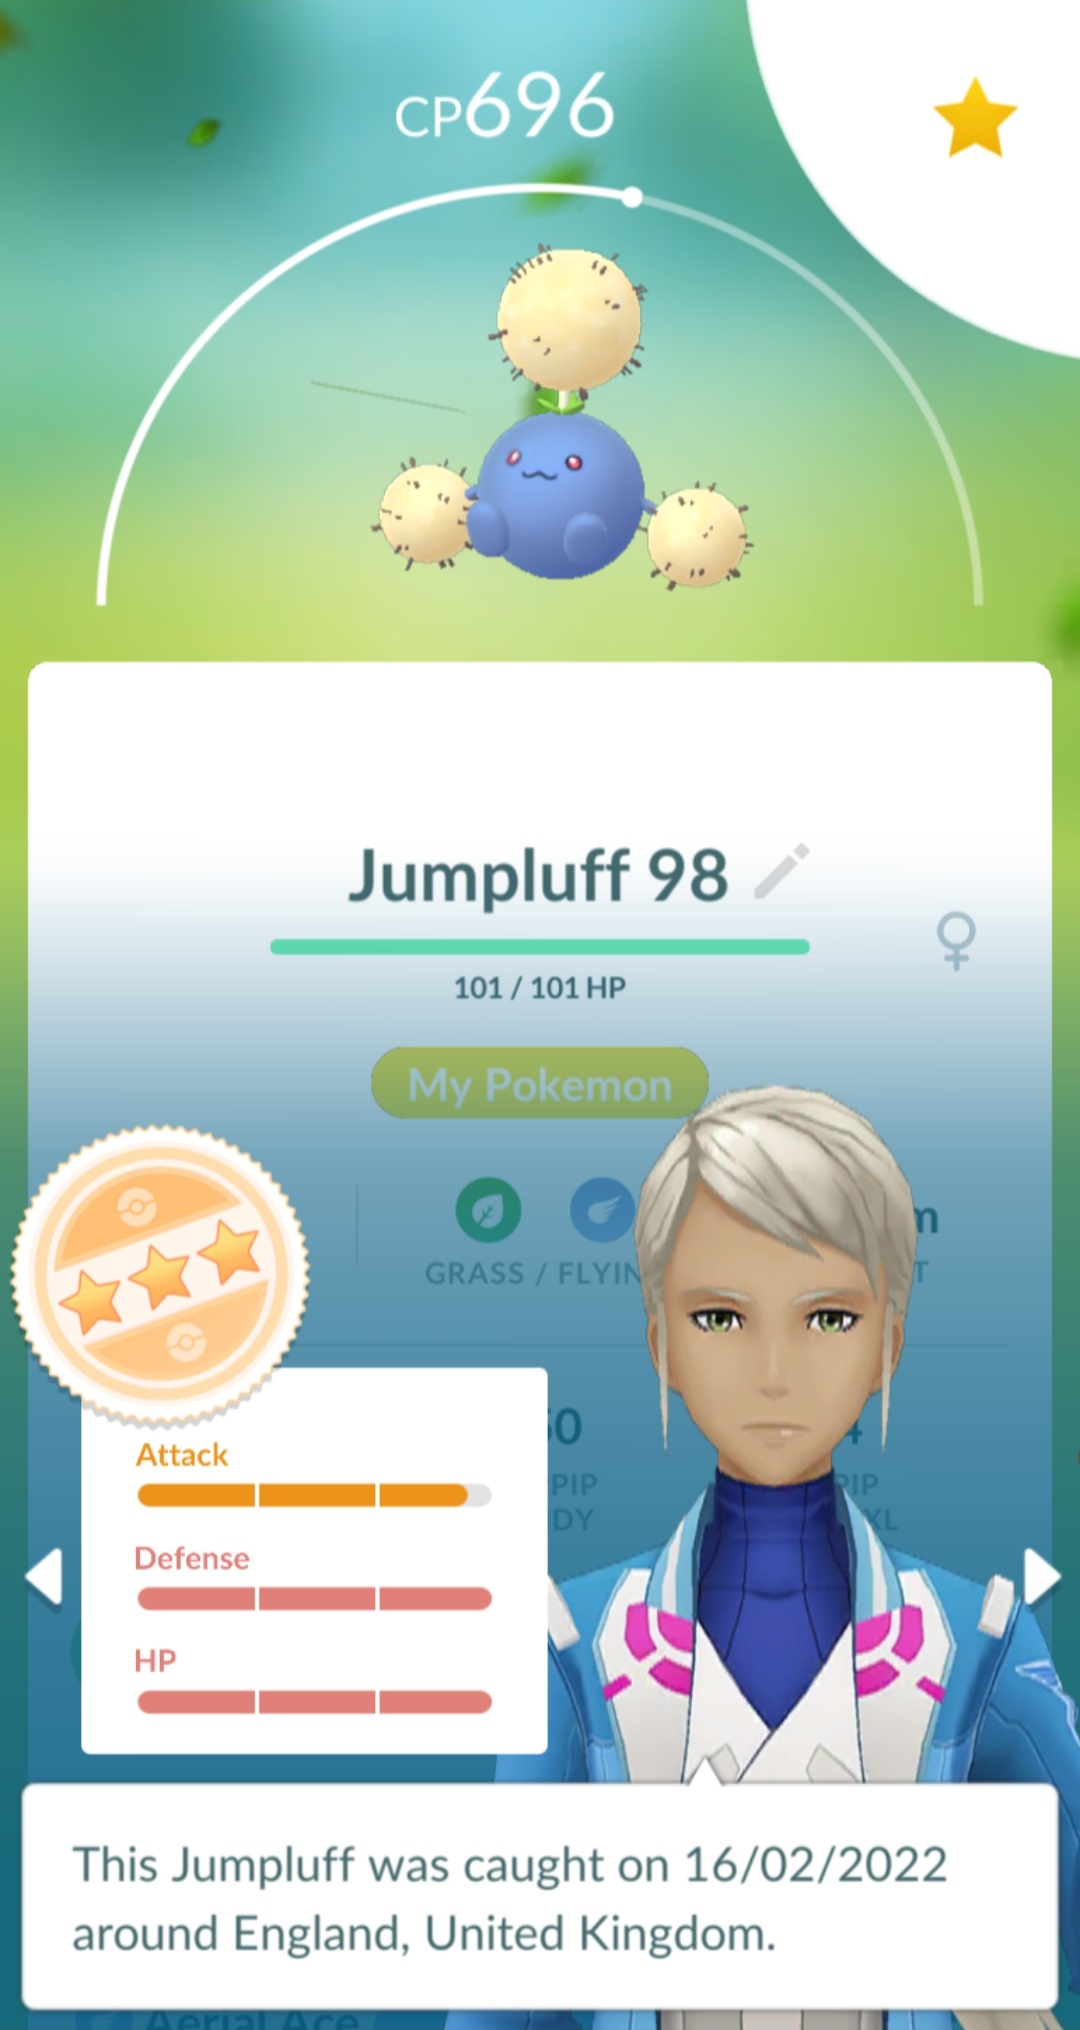 CP696
Jumpluff 98
101 / 101 HP
My Pokemon
GRASS / FLYIN
Attack
Defense
HP
This Jumpluff was caught on 16/02/2022
around England, United Kingdom.
Aerial Ace